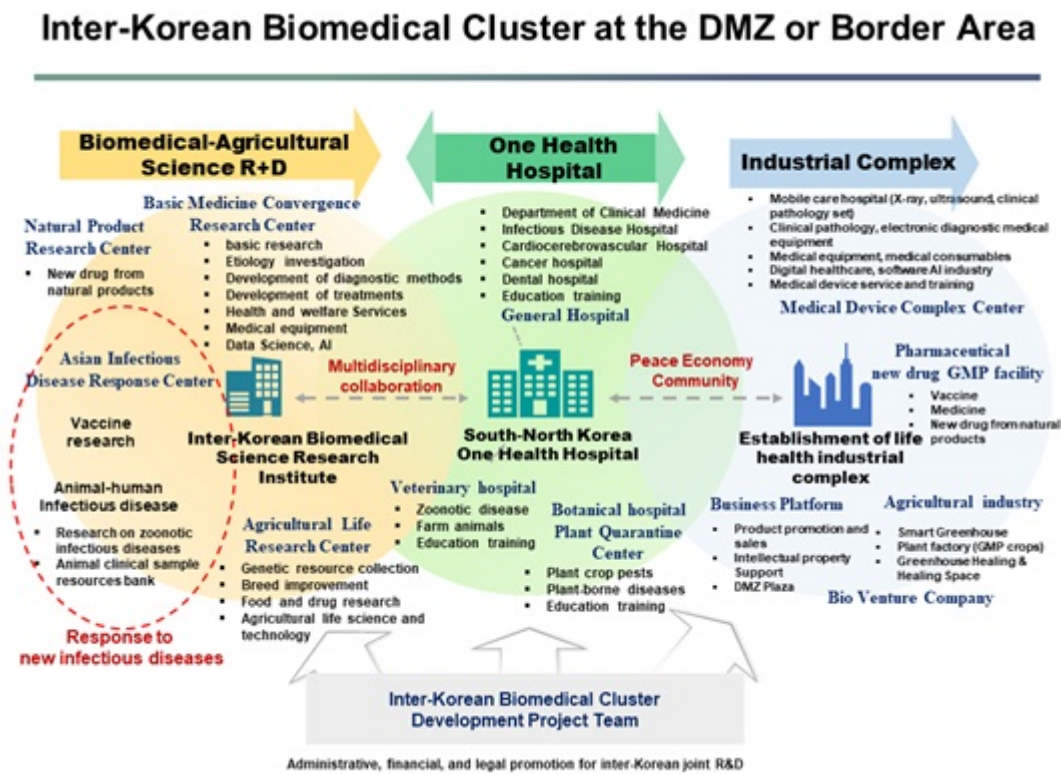 Inter-Korean Biomedical Cluster at the DMZ or Border Area
Biomedical-Agricultural
Science R+D
One Health
Hospital
Industrial Complex
Natural Product
Research Center
▪ New drug from
natural products
Basic Medicine Convergence
Research Center
▪ basic research
▪ Etiology investigation
▪ Development of diagnostic methods
▪ Development of treatments
▪ Health and welfare Services
▪ Medical equipment
▪ Data Science, AI
▪ Department of Clinical Medicine
▪ Infectious Disease Hospital
▪ Cardiocerebrovascular Hospital
▪ Cancer hospital
▪ Dental hospital
▪ Education training
General Hospital
▪ Mobile care hospital (X-ray, ultrasound, clinical
pathology set)
▪ Clinical pathology, electronic diagnostic medical
equipment
▪ Medical equipment, medical consumables
▪ Digital healthcare, software AI industry
▪ Medical device service and training
Medical Device Complex Center
Asian Infectious
Disease Response Center
Vaccine
research
Animal-human
Infectious disease
▪ Research on zoonotic
infectious diseases
▪ Animal clinical sample
resources bank
Response to
new infectious diseases
Multidisciplinary
collaboration
Peace Economy
Community
Pharmaceutical
new drug GMP facility
▪ Vaccine
▪ Medicine
▪ New drug from natural
products
Inter-Korean Biomedical
Science Research
Institute
South-North Korea
One Health Hospital
Establishment of life
health industrial
complex
Agricultural Life
Research Center
▪ Genetic resource collection
▪ Breed improvement
▪ Food and drug research
▪ Agricultural life science and
technology
Veterinary hospital
▪ Zoonotic disease
▪ Farm animals
▪ Education training
Botanical hospital
Plant Quarantine
Center
▪ Plant crop pests
▪ Plant-borne diseases
▪ Education training
Business Platform
▪ Product promotion and
sales
▪ Intellectual property
Support
▪ DMZ Plaza
Agricultural industry
▪ Smart Greenhouse
▪ Plant factory (GMP crops)
▪ Greenhouse Healing &
Healing Space
Bio Venture Company
Inter-Korean Biomedical Cluster
Development Project Team
Administrative, financial, and legal promotion for inter-Korean joint R&D